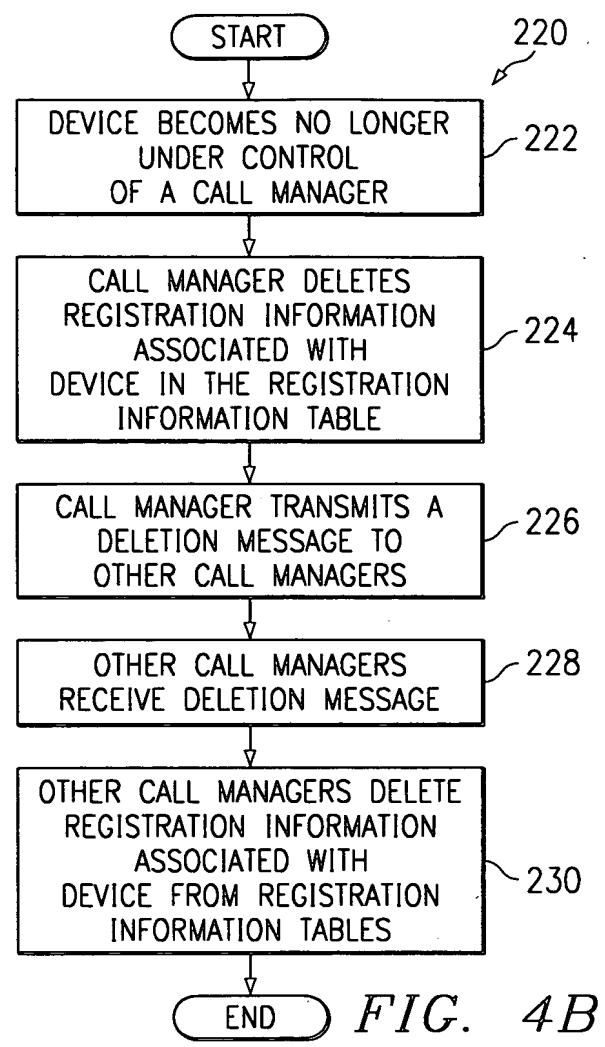 START
220
DEVICE BECOMES NO LONGER
UNDER CONTROL
OF A CALL MANAGER
222
CALL MANAGER DELETES
REGISTRATION INFORMATION
ASSOCIATED WITH
DEVICE IN THE REGISTRATION
INFORMATION TABLE
224
CALL MANAGER TRANSMITS A
DELETION MESSAGE TO
OTHER CALL MANAGERS
226
OTHER CALL MANAGERS
RECEIVE DELETION MESSAGE
228
OTHER CALL MANAGERS DELETE
REGISTRATION INFORMATION
ASSOCIATED WITH
DEVICE FROM REGISTRATION
INFORMATION TABLES
230
END
FIG. 4B